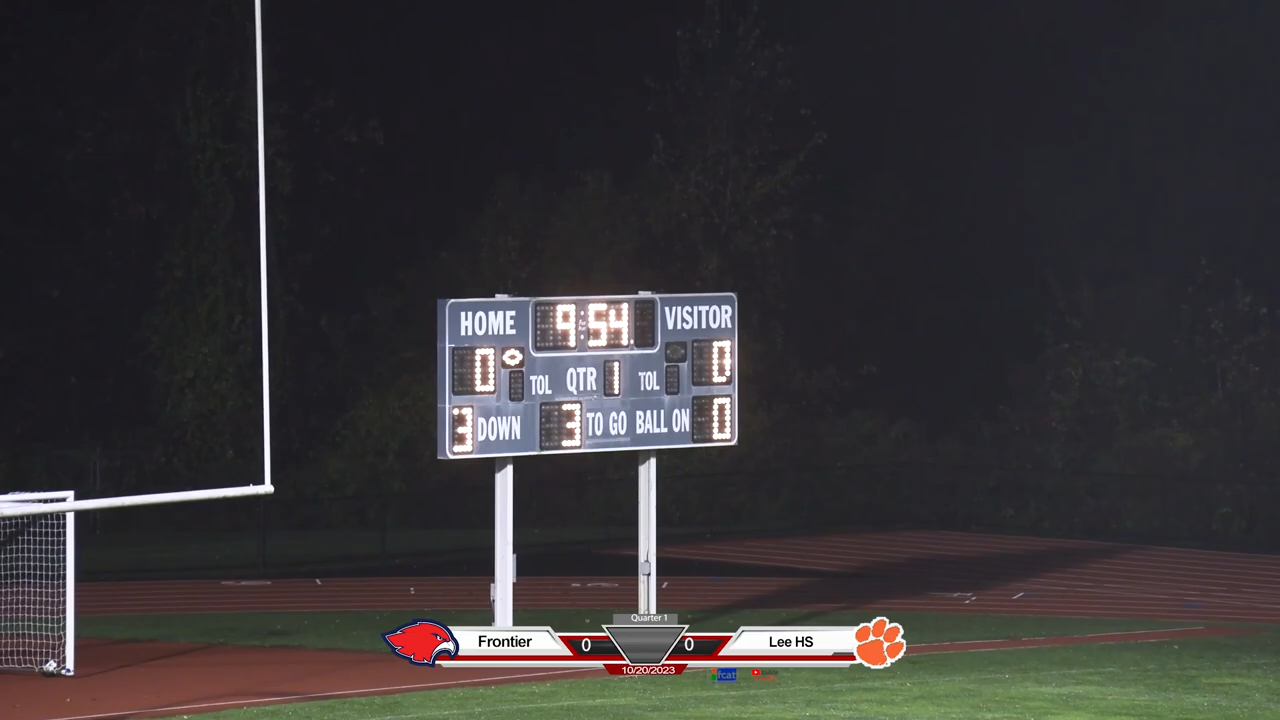 HOME 9:54 VISITOR
0 TOL QTR 1 TOL 0
3 DOWN 3 TO GO BALL ON 0
Quarter 1
Frontier 0 0 Lee HS
10/20/2023
fcat